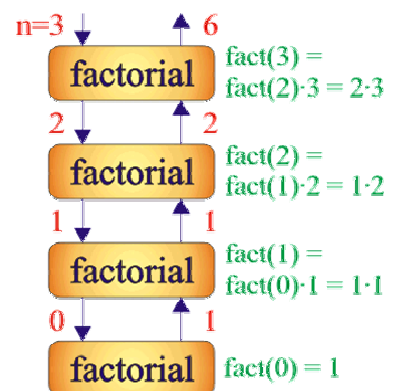 n=3 6
factorial
fact(3) =
fact(2)·3 = 2·3
2 2
factorial
fact(2) =
fact(1)·2 = 1·2
1 1
factorial
fact(1) =
fact(0)·1 = 1·1
0 1
factorial
fact(0) = 1